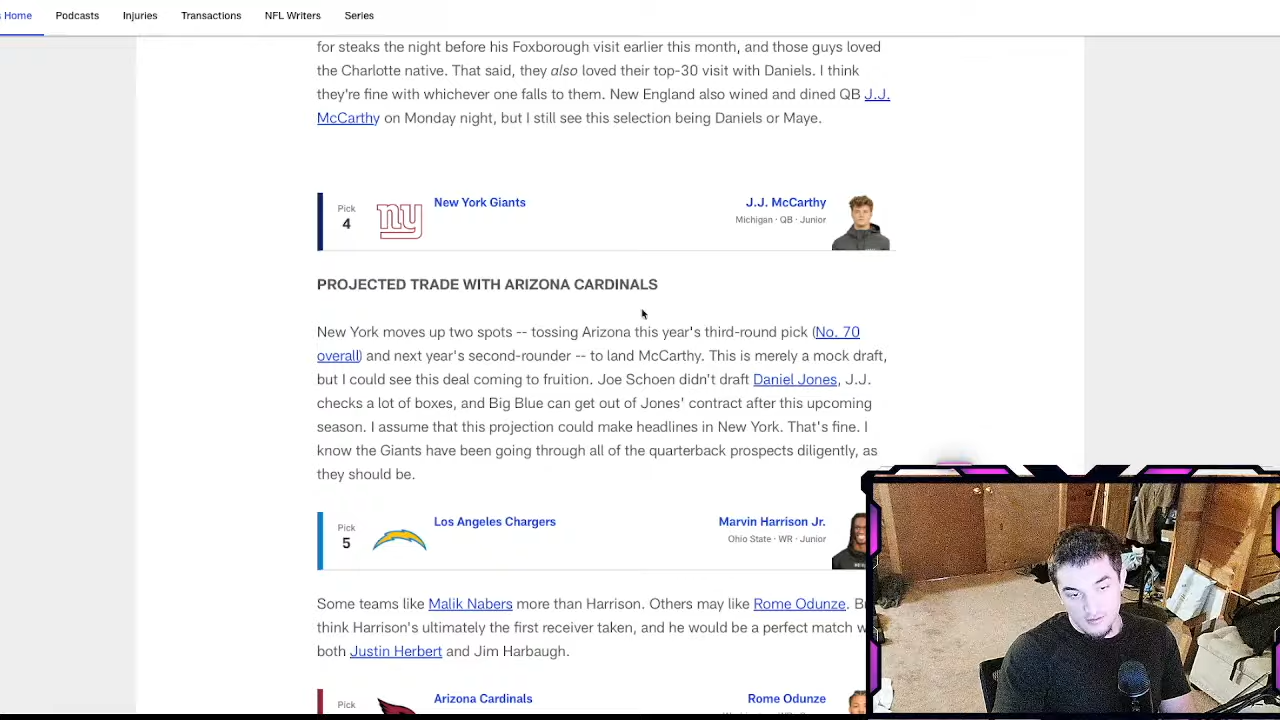 Home
Podcasts
Injuries
Transactions
NFL Writers
Series
for steaks the night before his Foxborough visit earlier this month, and those guys loved
the Charlotte native. That said, they also loved their top-30 visit with Daniels. I think
they're fine with whichever one falls to them. New England also wined and dined QB J.J.
McCarthy on Monday night, but I still see this selection being Daniels or Maye.
Pick
4
ny
New York Giants
J.J. McCarthy
Michigan · QB · Junior
PROJECTED TRADE WITH ARIZONA CARDINALS
New York moves up two spots -- tossing Arizona this year's third-round pick (No. 70
overall) and next year's second-rounder -- to land McCarthy. This is merely a mock draft,
but I could see this deal coming to fruition. Joe Schoen didn't draft Daniel Jones, J.J.
checks a lot of boxes, and Big Blue can get out of Jones' contract after this upcoming
season. I assume that this projection could make headlines in New York. That's fine. I
know the Giants have been going through all of the quarterback prospects diligently, as
they should be.
Pick
5
Los Angeles Chargers
Marvin Harrison Jr.
Ohio State · WR · Junior
Some teams like Malik Nabers more than Harrison. Others may like Rome Odunze.
think Harrison's ultimately the first receiver taken, and he would be a perfect match
both Justin Herbert and Jim Harbaugh.
Pick
Arizona Cardinals
Rome Odunze